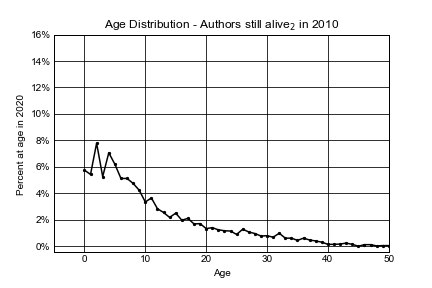 Age Distribution - Authors still alive₂ in 2010
16%
14%
12%
10%
8%
6%
4%
2%
0%
Percent at age in 2020
0 10 20 30 40 50
Age